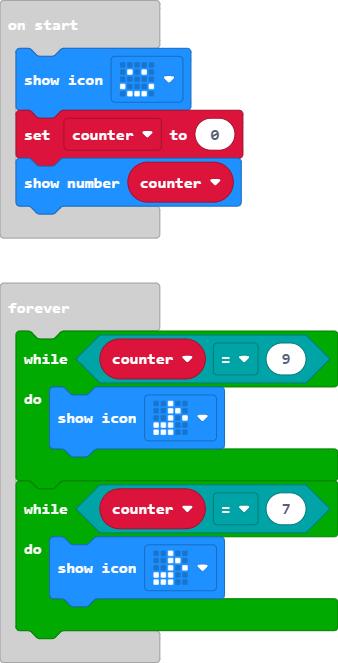 on start
show icon
set counter to 0
show number counter
forever
while counter = 9
do
show icon
while counter = 7
do
show icon